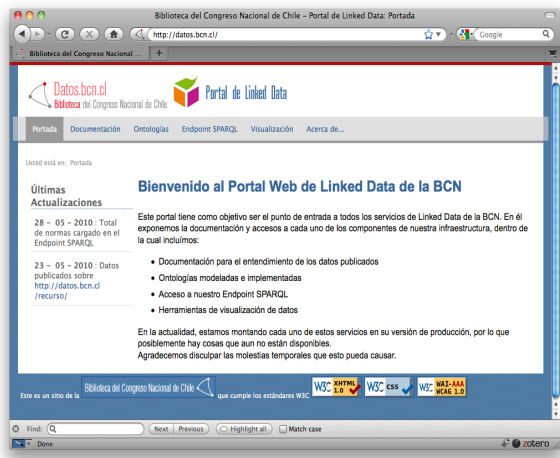 Biblioteca del Congreso Nacional de Chile – Portal de Linked Data: Portada
http://datos.bcn.cl/
Google
Biblioteca del Congreso Nacional ...
Datos.bcn.cl
Biblioteca del Congreso Nacional de Chile
Portal de Linked Data
Portada Documentación Ontologías Endpoint SPARQL Visualización Acerca de...
Usted está en: Portada
Últimas
Actualizaciones
28 - 05 - 2010 : Total
de normas cargado en el
Endpoint SPARQL
23 - 05 - 2010 : Datos
publicados sobre
http://datos.bcn.cl
/recurso/
Bienvenido al Portal Web de Linked Data de la BCN
Este portal tiene como objetivo ser el punto de entrada a todos los servicios de Linked Data de la BCN. En él
exponemos la documentación y accesos a cada uno de los componentes de nuestra infraestructura, dentro de
la cual incluímos:
• Documentación para el entendimiento de los datos publicados
• Ontologías modeladas e implementadas
• Acceso a nuestro Endpoint SPARQL
• Herramientas de visualización de datos
En la actualidad, estamos montando cada uno de estos servicios en su versión de producción, por lo que
posiblemente hay cosas que aun no están disponibles.
Agradecemos disculpar las molestias temporales que esto puede causar.
Este es un sitio de la Biblioteca del Congreso Nacional de Chile que cumple los estándares W3C
W3C XHTML 1.0 W3C CSS W3C WAI-AAA WCAG 1.0
Find: Next Previous Highlight all Match case
Done zotero